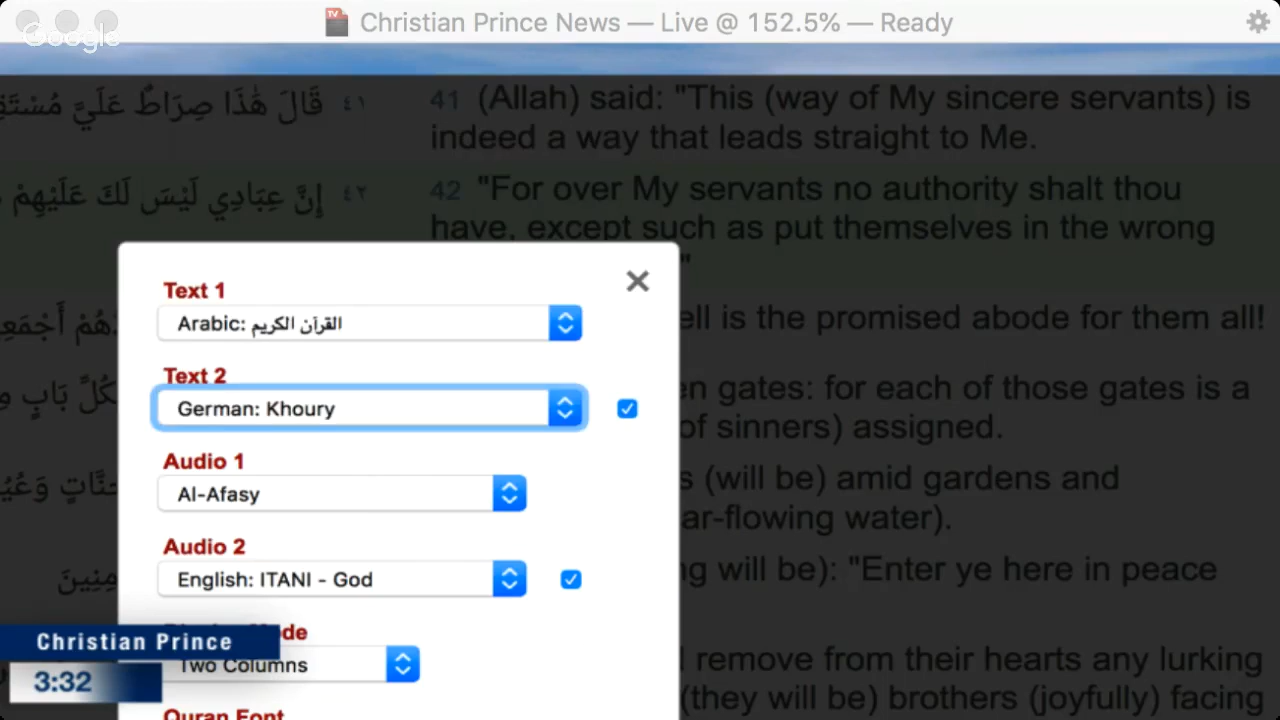 Christian Prince News — Live @ 152.5% — Ready
Google
قَالَ هَٰذَا صِرَاطٌ عَلَيَّ ٤١
41 (Allah) said: "This (way of My sincere servants) is
indeed a way that leads straight to Me.
إِنَّ عِبَادِي لَيْسَ لَكَ عَلَيْهِمْ ٤٢
42 "For over My servants no authority shalt thou
have, except such as put themselves in the wrong
"
أَجْمَعِ
ell is the promised abode for them all!
بَابٍ
n gates: for each of those gates is a
of sinners) assigned.
s (will be) amid gardens and
ar-flowing water).
g will be): "Enter ye here in peace
remove from their hearts any lurking
(they will be) brothers (joyfully) facing
Text 1
Arabic: القرآن الكريم
Text 2
German: Khoury
Audio 1
Al-Afasy
Audio 2
English: ITANI - God
de
Two Columns
Quran Font
Christian Prince
3:32